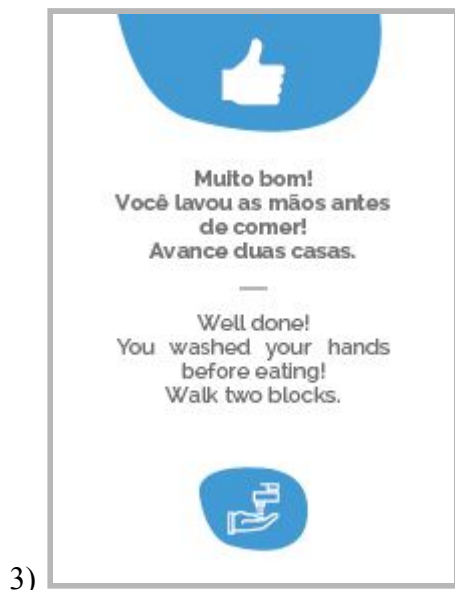 Muito bom!
Você lavou as mãos antes
de comer!
Avance duas casas.
Well done!
You washed your hands
before eating!
Walk two blocks.
3)